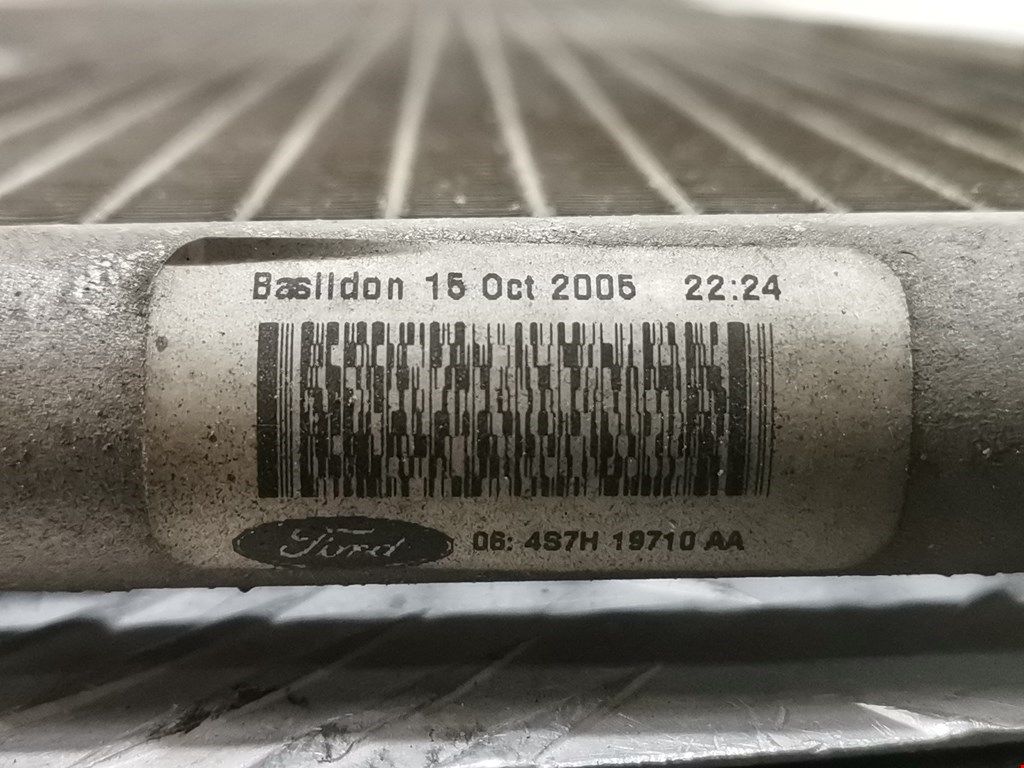 Basildon 15 Oct 2005 22:24
Ford 06: 4S7H 19710 AA